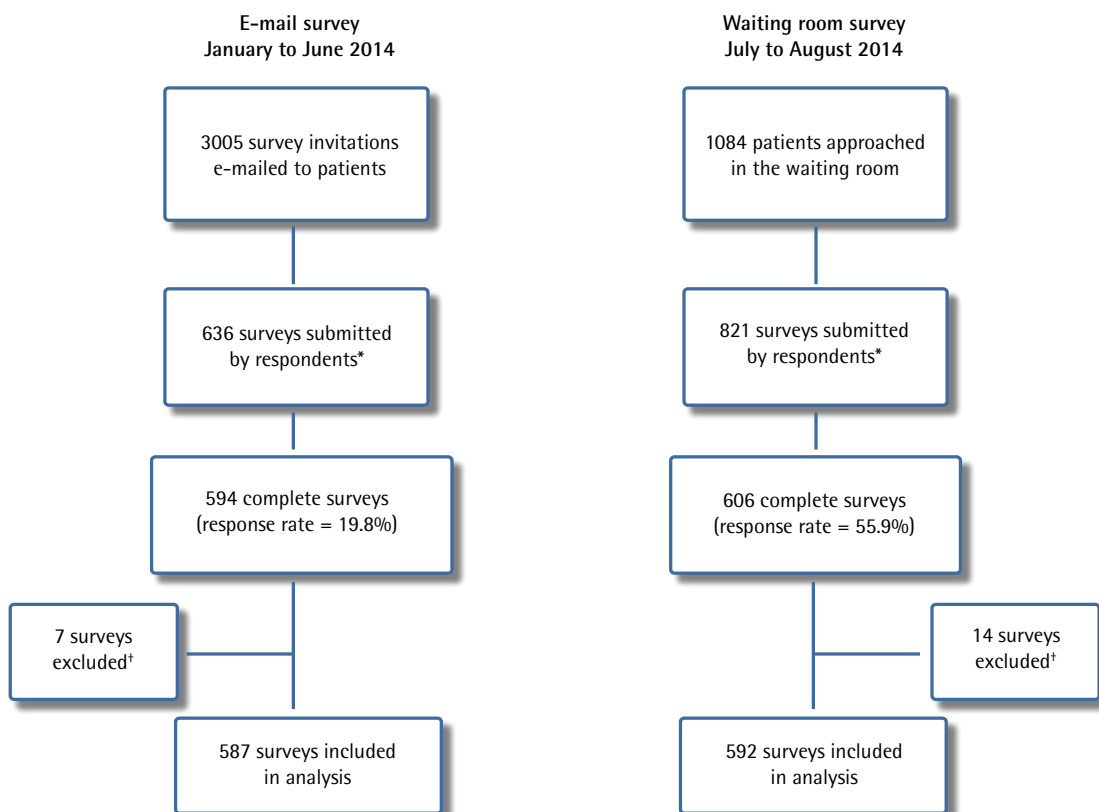 E-mail survey
January to June 2014
3005 survey invitations
e-mailed to patients
636 surveys submitted
by respondents*
594 complete surveys
(response rate = 19.8%)
7 surveys
excluded†
587 surveys included
in analysis
Waiting room survey
July to August 2014
1084 patients approached
in the waiting room
821 surveys submitted
by respondents*
606 complete surveys
(response rate = 55.9%)
14 surveys
excluded†
592 surveys included
in analysis